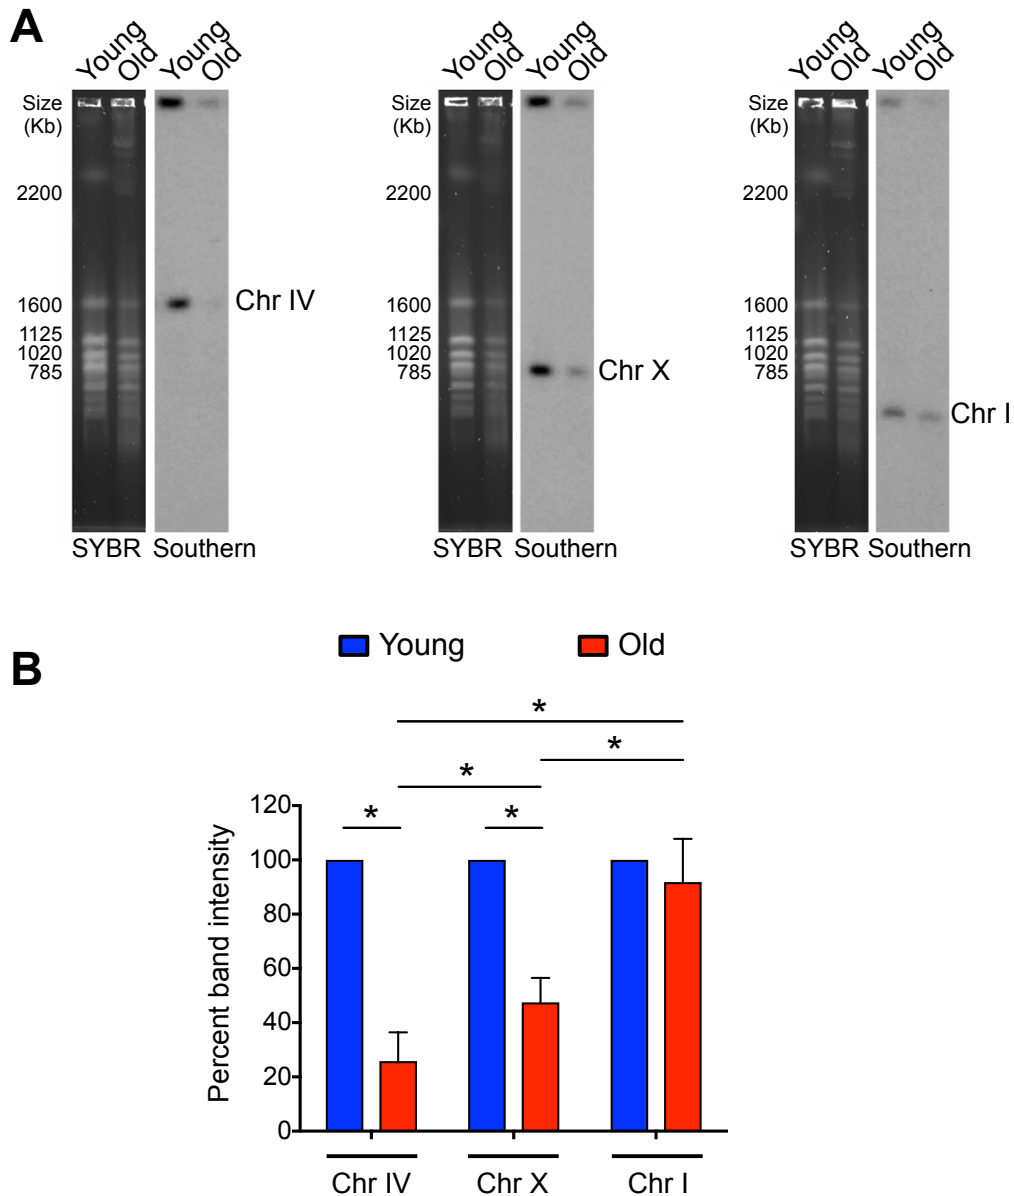 A
Young Old Young Old
Size (Kb)
2200
1600
1125
1020
785
Chr IV
SYBR Southern
Young Old Young Old
Size (Kb)
2200
1600
1125
1020
785
Chr X
SYBR Southern
Young Old Young Old
Size (Kb)
2200
1600
1125
1020
785
Chr I
SYBR Southern
B
Young Old
* * * * *
Percent band intensity
120
100
80
60
40
20
0
Chr IV Chr X Chr I